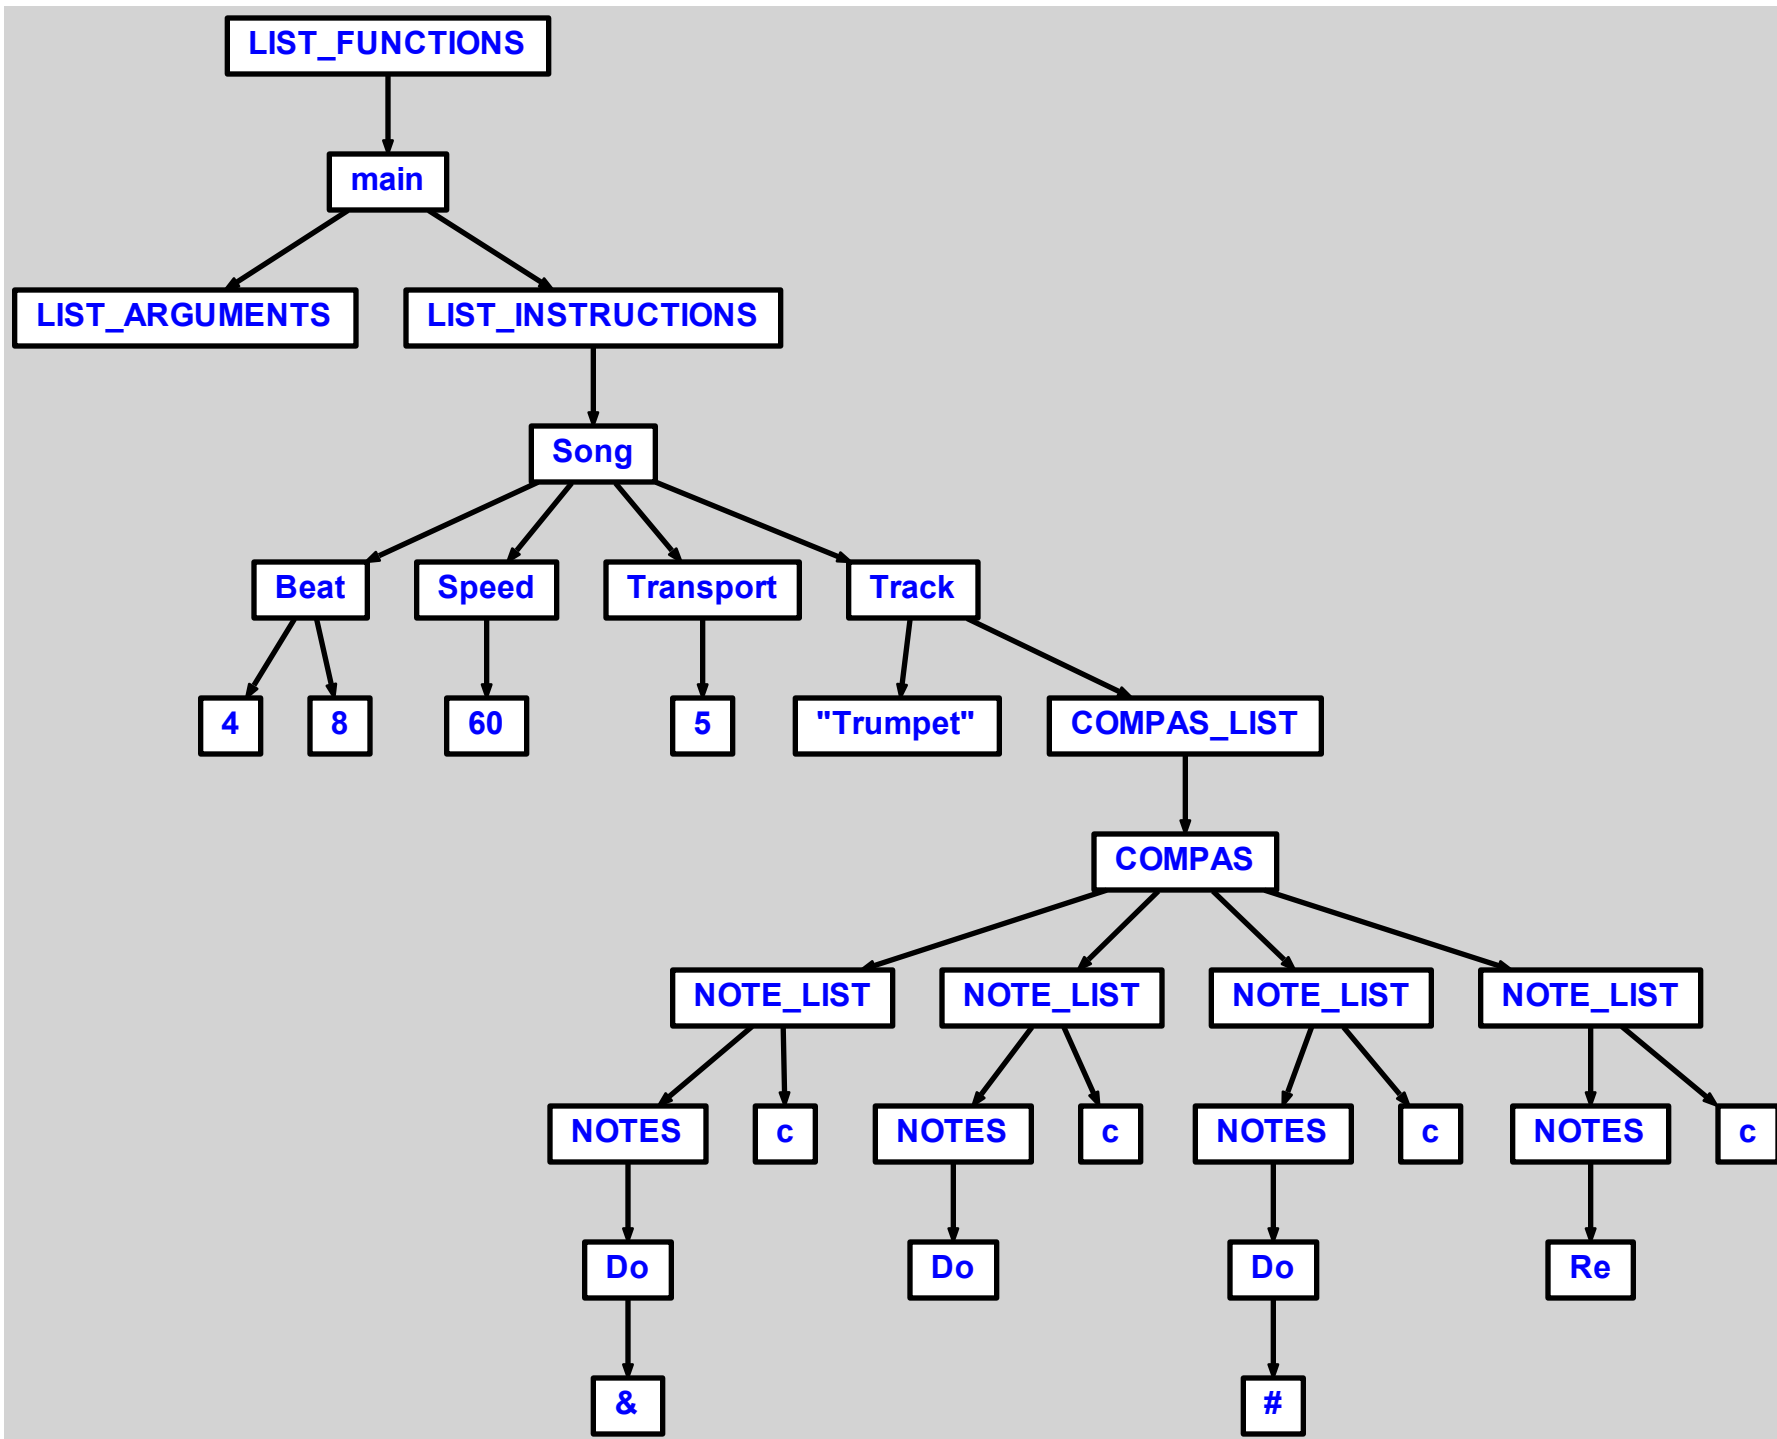 LIST_FUNCTIONS
main
LIST_ARGUMENTS LIST_INSTRUCTIONS
Song
Beat Speed Transport Track
4 8 60 5 "Trumpet" COMPAS_LIST
COMPAS
NOTE_LIST NOTE_LIST NOTE_LIST NOTE_LIST
NOTES c NOTES c NOTES c NOTES c
Do Do Do Re
& #